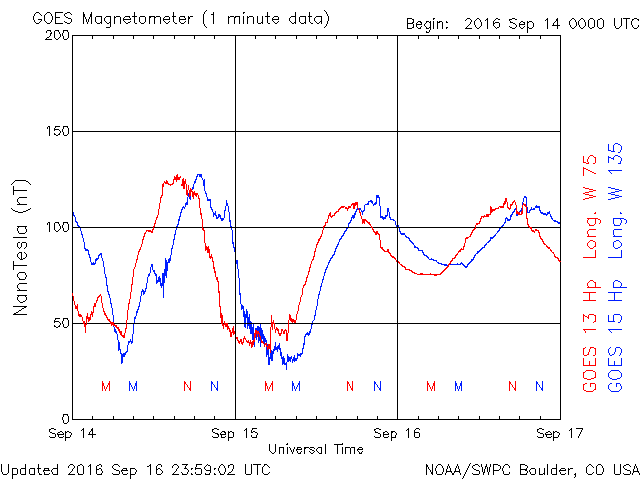 GOES Magnetometer (1 minute data)
Begin: 2016 Sep 14 0000 UTC
200
150
100
50
0
NanoTesla (nT)
M M N N M M N N M M N N
Sep 14 Sep 15 Sep 16 Sep 17
Universal Time
GOES 13 Hp Long. W 75
GOES 15 Hp Long. W 135
Updated 2016 Sep 16 23:59:02 UTC
NOAA/SWPC Boulder, CO USA